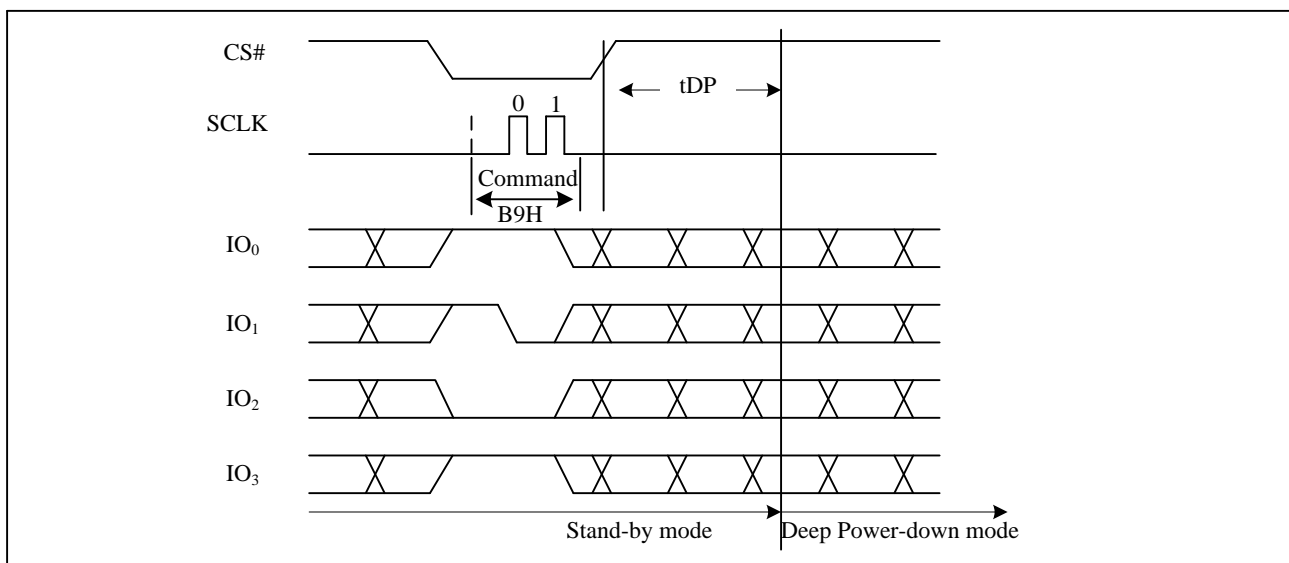 CS#
tDP
0 1
SCLK
Command
B9H
IO0
IO1
IO2
IO3
Stand-by mode Deep Power-down mode